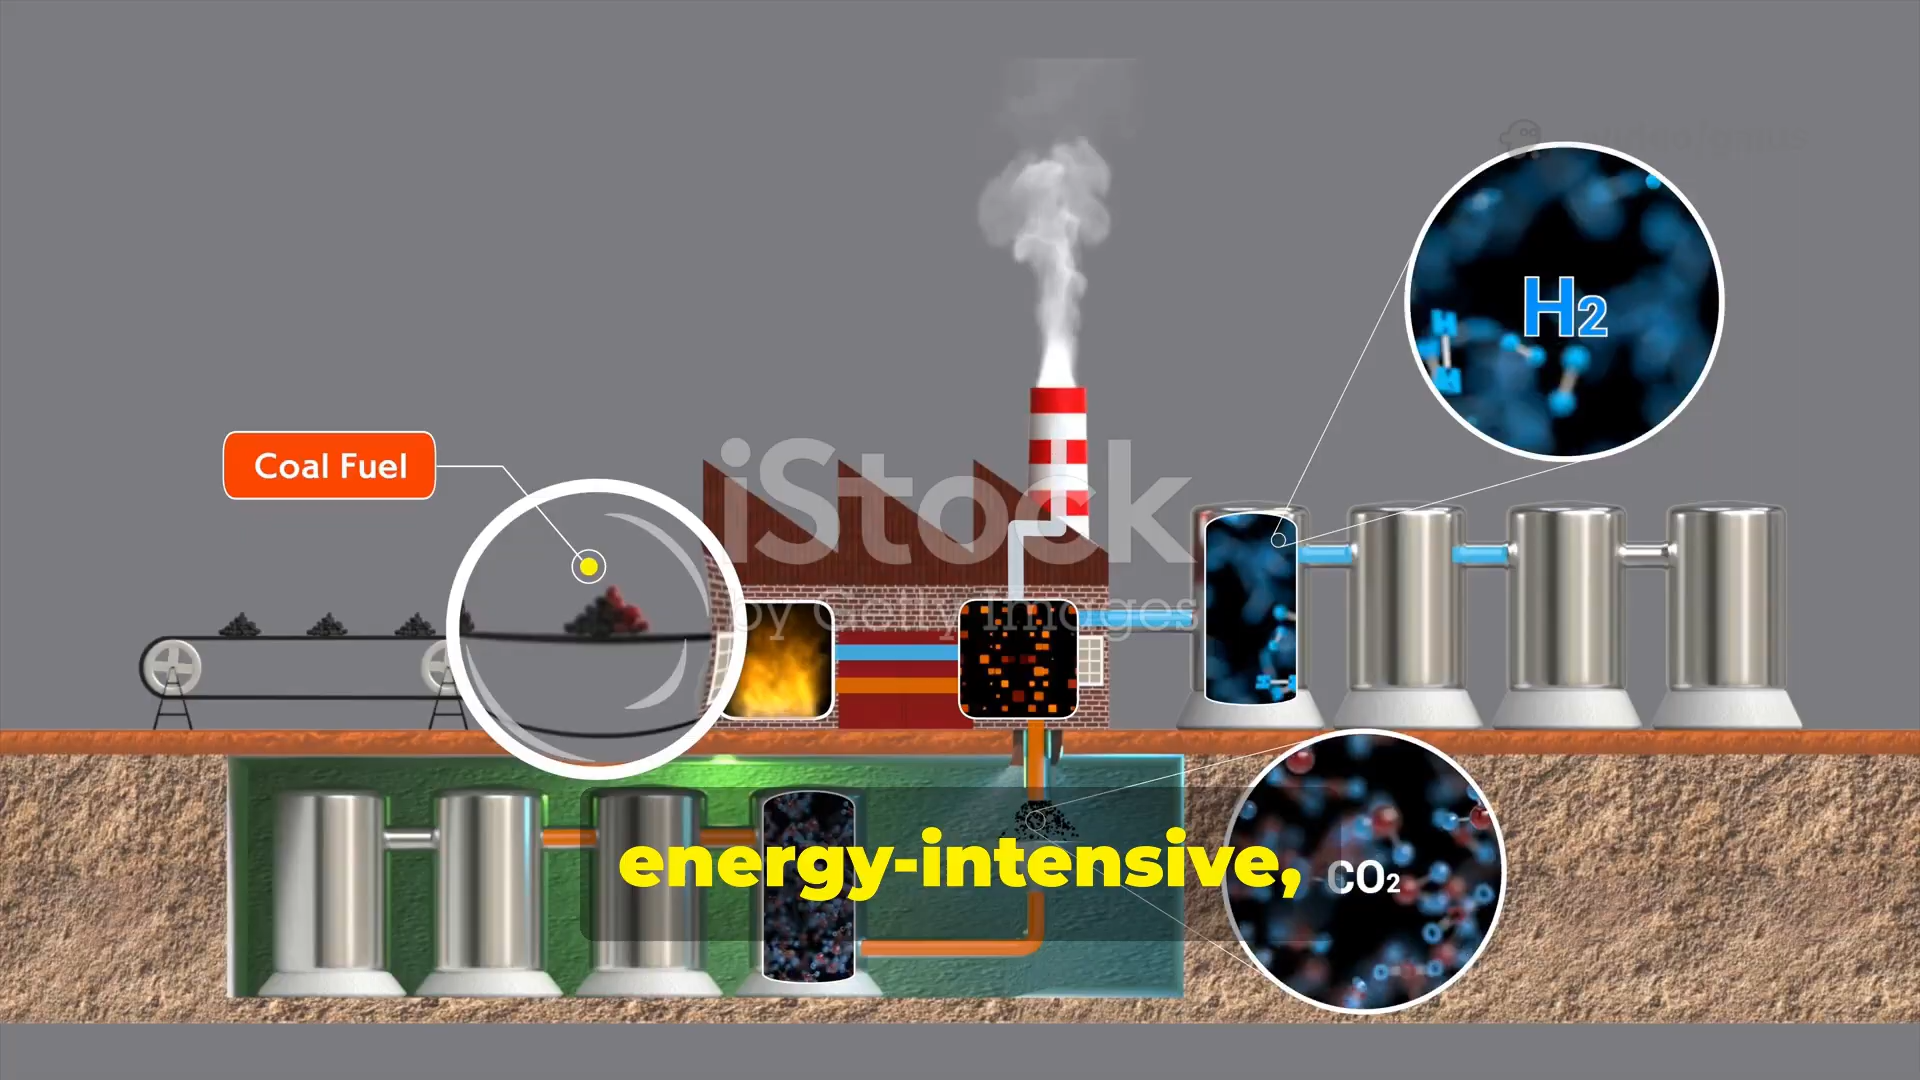 H2
Coal Fuel
iStock
by Getty Images
energy-intensive,
CO2